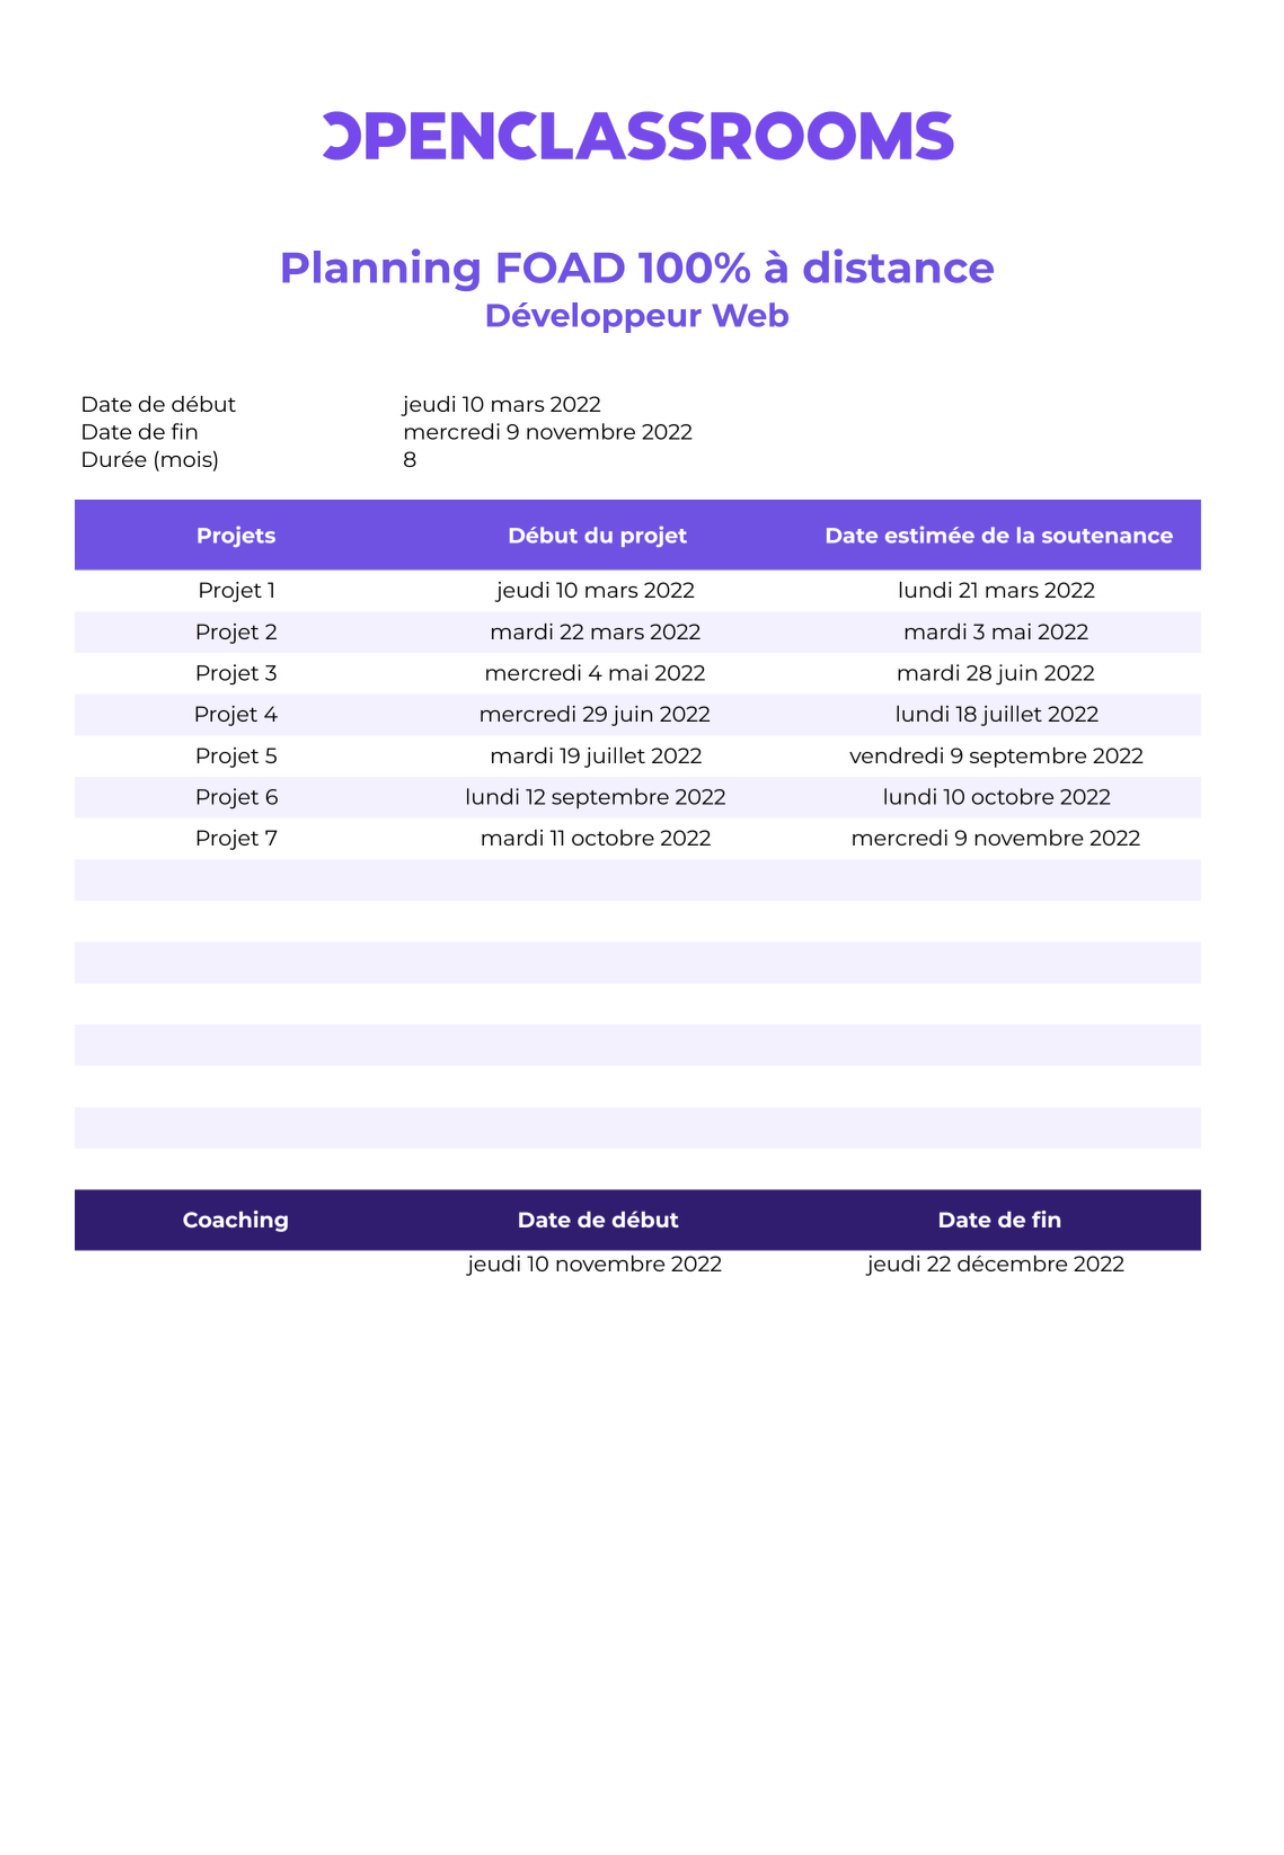 OPENCLASSROOMS
Planning FOAD 100% à distance
Développeur Web
Date de début jeudi 10 mars 2022
Date de fin mercredi 9 novembre 2022
Durée (mois) 8
Projets Début du projet Date estimée de la soutenance
Projet 1 jeudi 10 mars 2022 lundi 21 mars 2022
Projet 2 mardi 22 mars 2022 mardi 3 mai 2022
Projet 3 mercredi 4 mai 2022 mardi 28 juin 2022
Projet 4 mercredi 29 juin 2022 lundi 18 juillet 2022
Projet 5 mardi 19 juillet 2022 vendredi 9 septembre 2022
Projet 6 lundi 12 septembre 2022 lundi 10 octobre 2022
Projet 7 mardi 11 octobre 2022 mercredi 9 novembre 2022
Coaching Date de début Date de fin
jeudi 10 novembre 2022 jeudi 22 décembre 2022